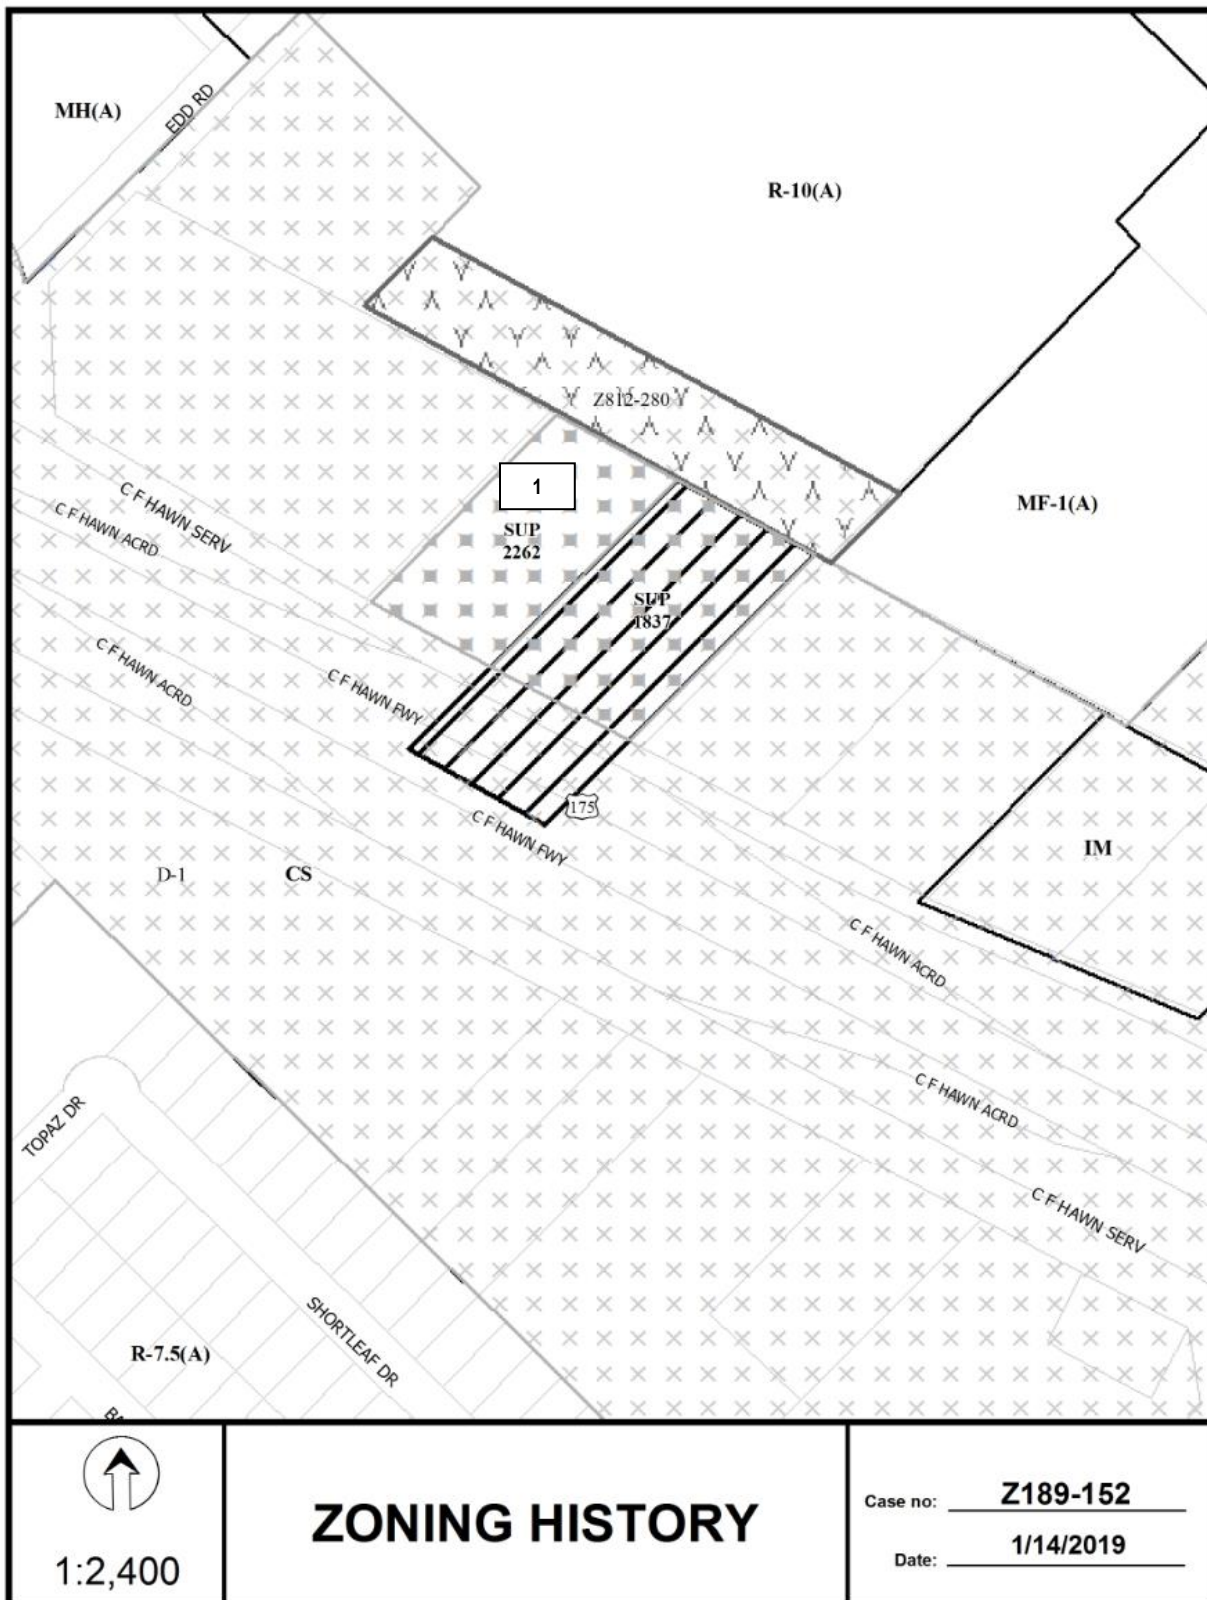 MH(A)
EDD RD
R-10(A)
Z812-280
1
C F HAWN SERV
C F HAWN ACRD
SUP
2262
MF-1(A)
SUP
1837
C F HAWN ACRD
C F HAWN FWY
175
C F HAWN FWY
IM
D-1
CS
C F HAWN ACRD
C F HAWN ACRD
TOPAZ DR
C F HAWN SERV
SHORTLEAF DR
R-7.5(A)
1:2,400
ZONING HISTORY
Case no: Z189-152
Date: 1/14/2019